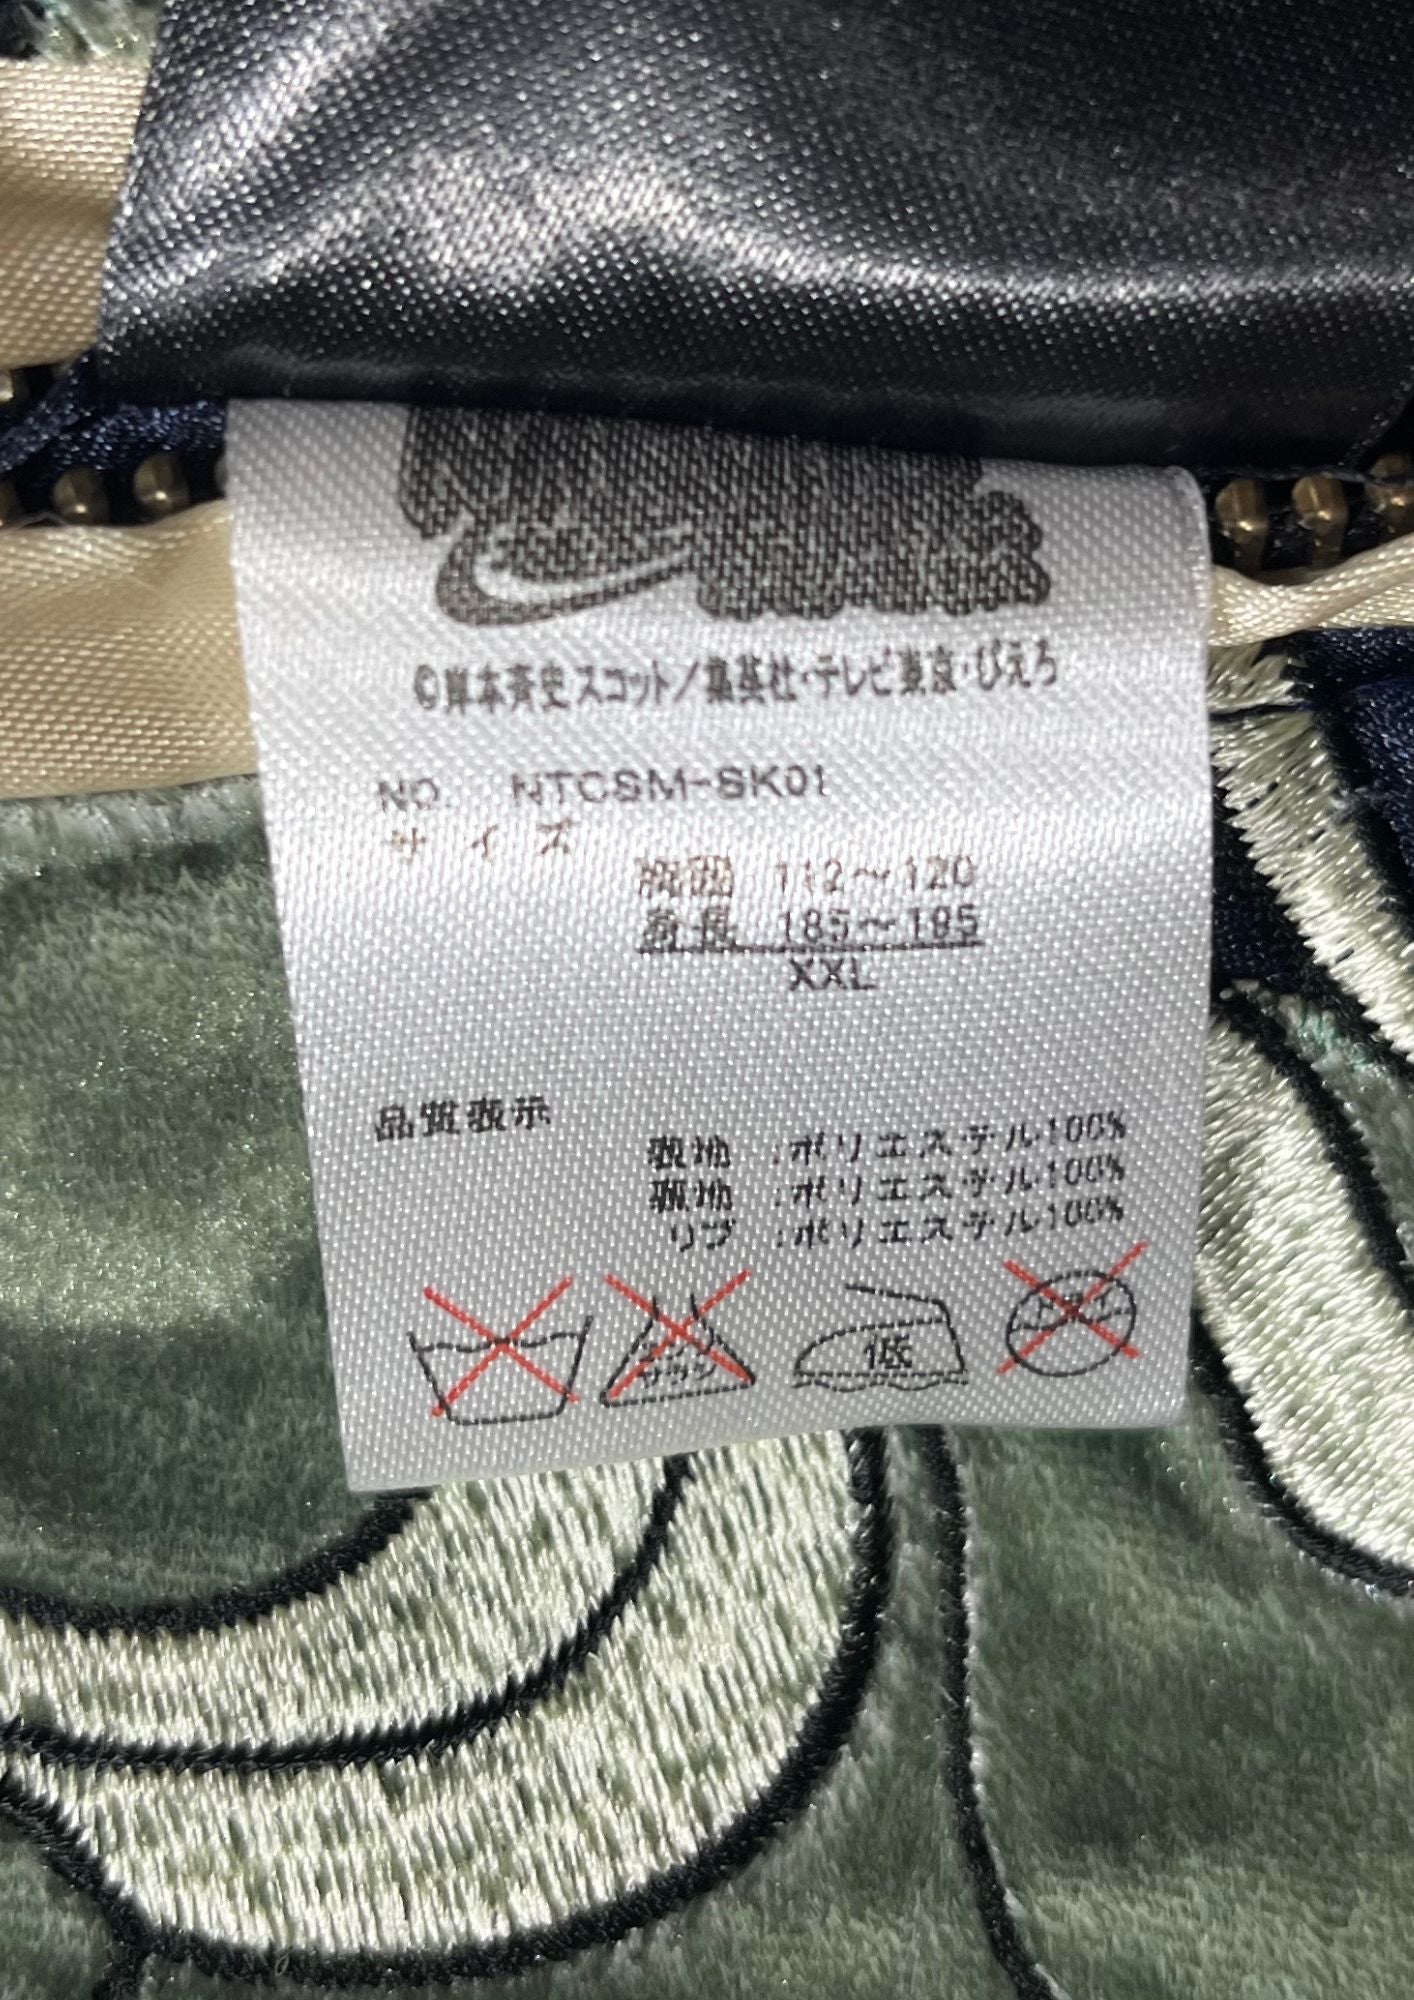 ©岸本斉史スコット/集英社・テレビ東京・ぴえろ
NO. NTCSM-SK01
サイズ
胸囲 112～120
身長 185～195
XXL
品質表示
表地 :ポリエステル100%
裏地 :ポリエステル100%
リブ :ポリエステル100%
低
ドライ